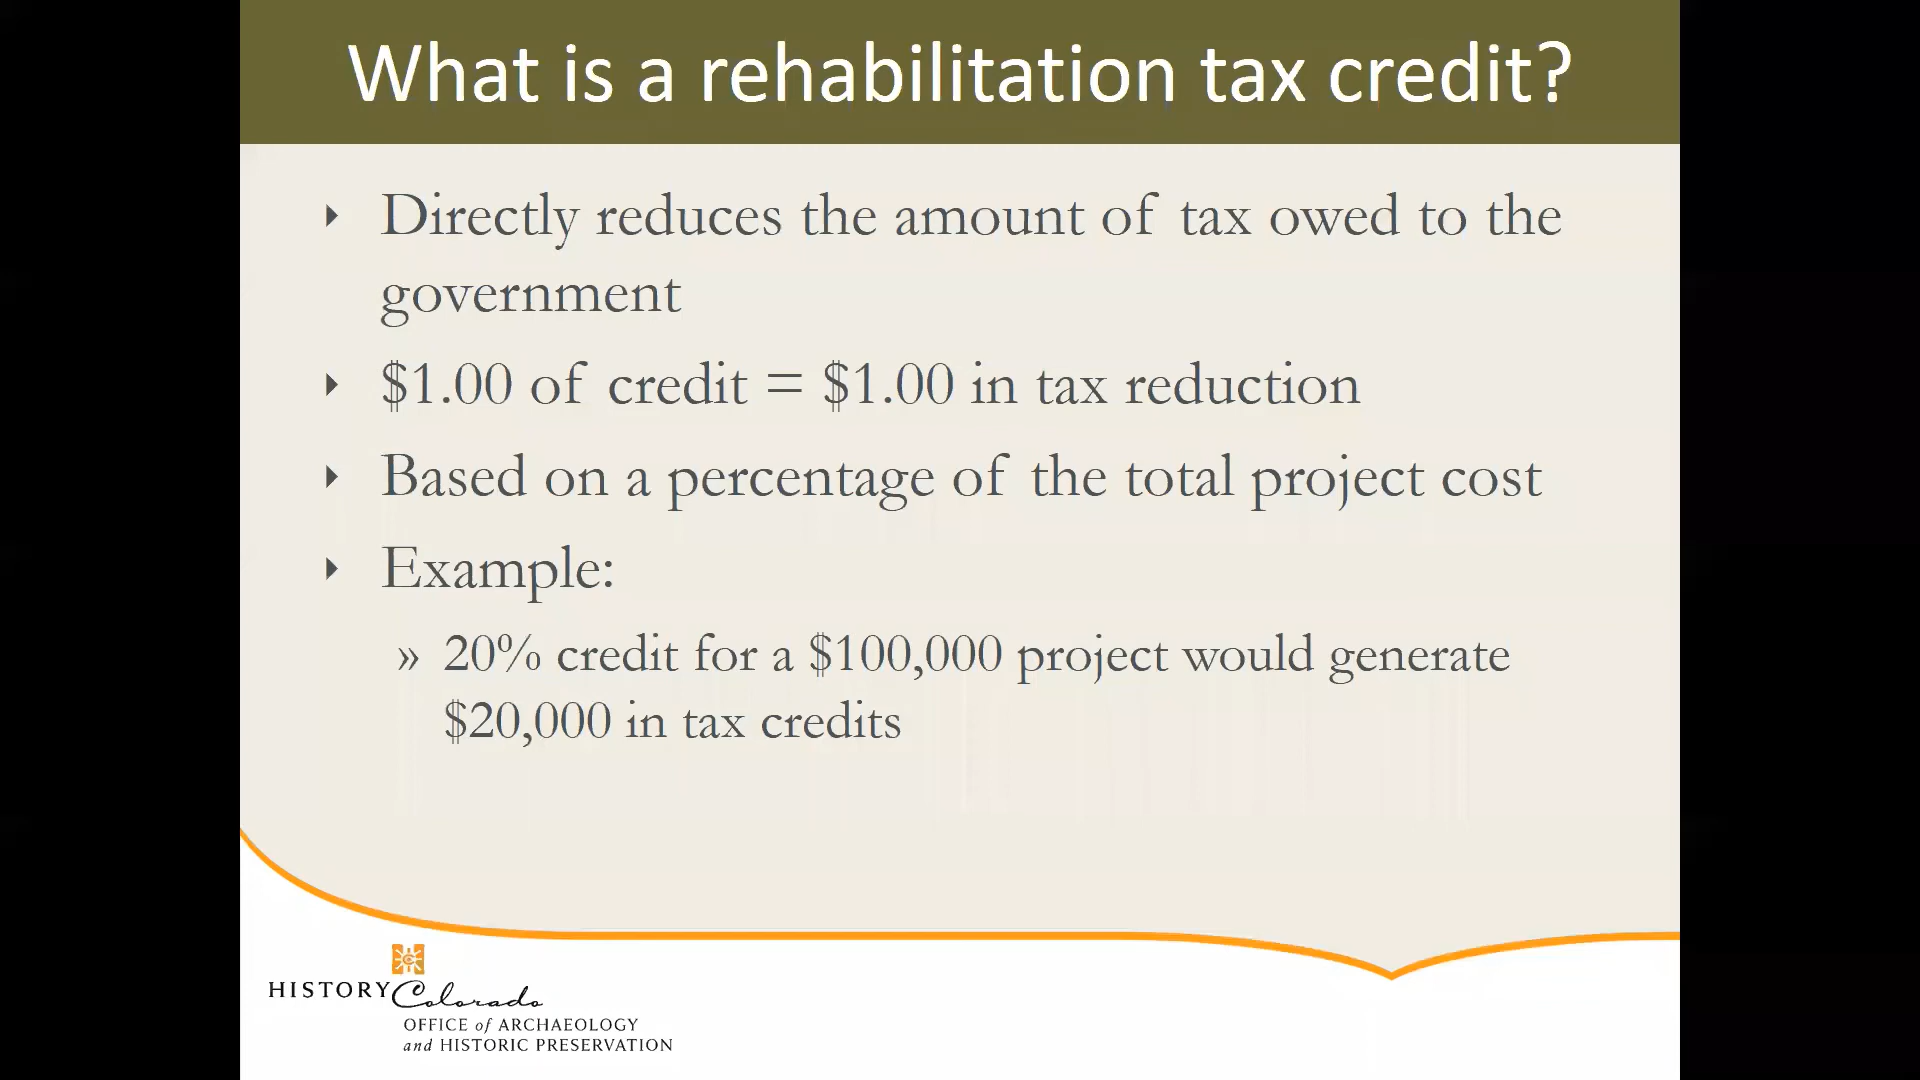 What is a rehabilitation tax credit?
‣ Directly reduces the amount of tax owed to the
government
‣ $1.00 of credit = $1.00 in tax reduction
‣ Based on a percentage of the total project cost
‣ Example:
» 20% credit for a $100,000 project would generate
$20,000 in tax credits
HISTORY Colorado
OFFICE of ARCHAEOLOGY
and HISTORIC PRESERVATION